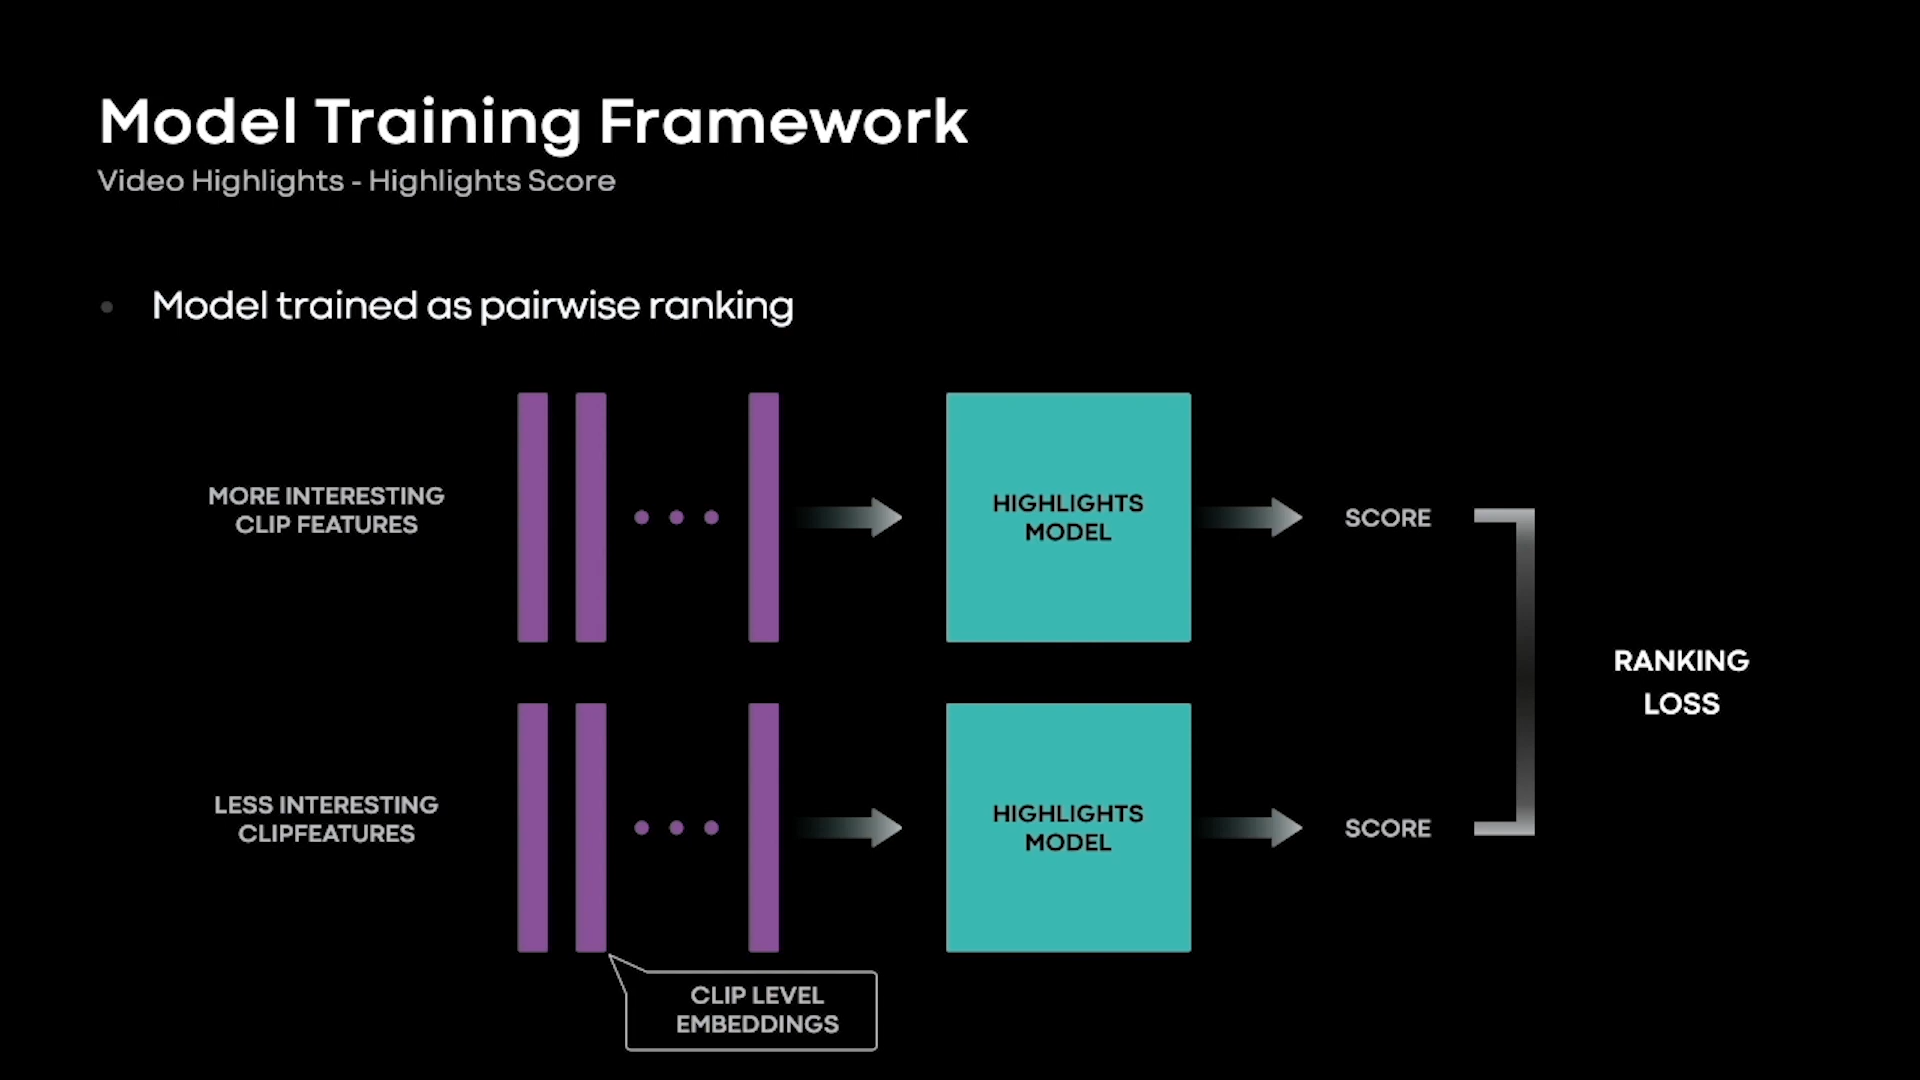 Model Training Framework
Video Highlights - Highlights Score
Model trained as pairwise ranking
MORE INTERESTING
CLIP FEATURES
HIGHLIGHTS
MODEL
SCORE
RANKING
LOSS
LESS INTERESTING
CLIPFEATURES
HIGHLIGHTS
MODEL
SCORE
CLIP LEVEL
EMBEDDINGS